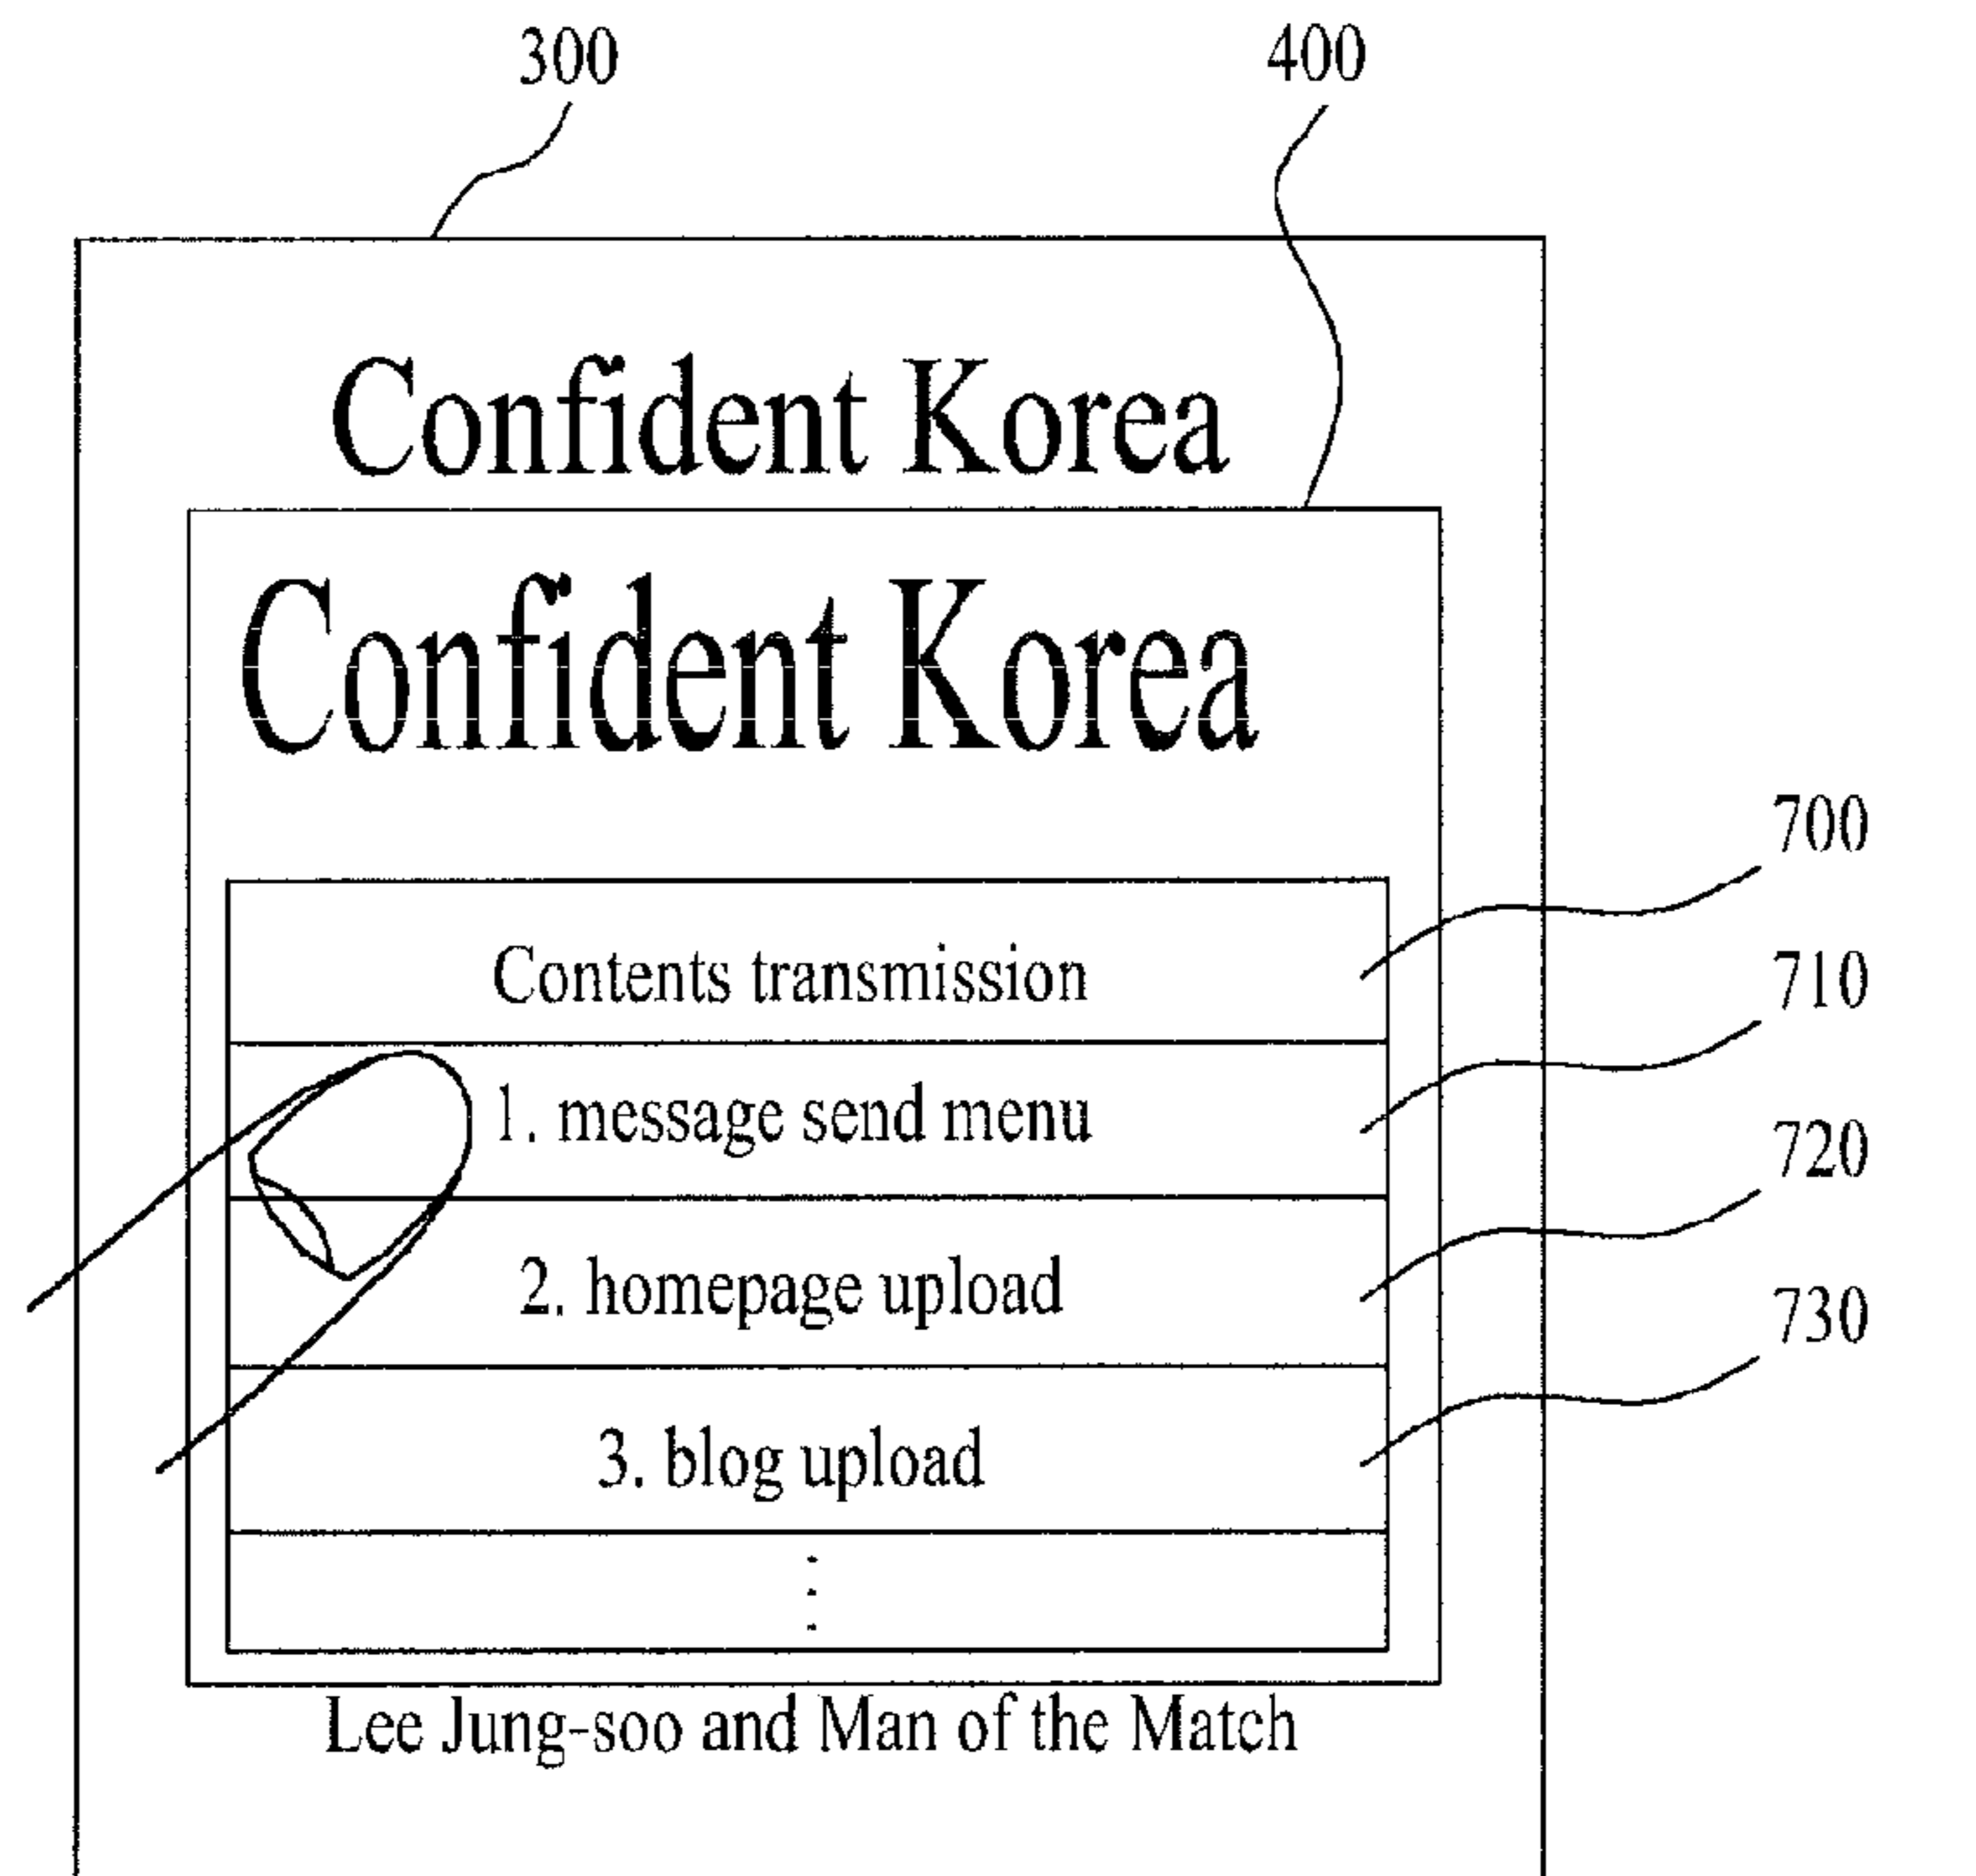 300
400
Confident Korea
Confident Korea
700
Contents transmission
710
1. message send menu
720
2. homepage upload
730
3. blog upload
Lee Jung-soo and Man of the Match